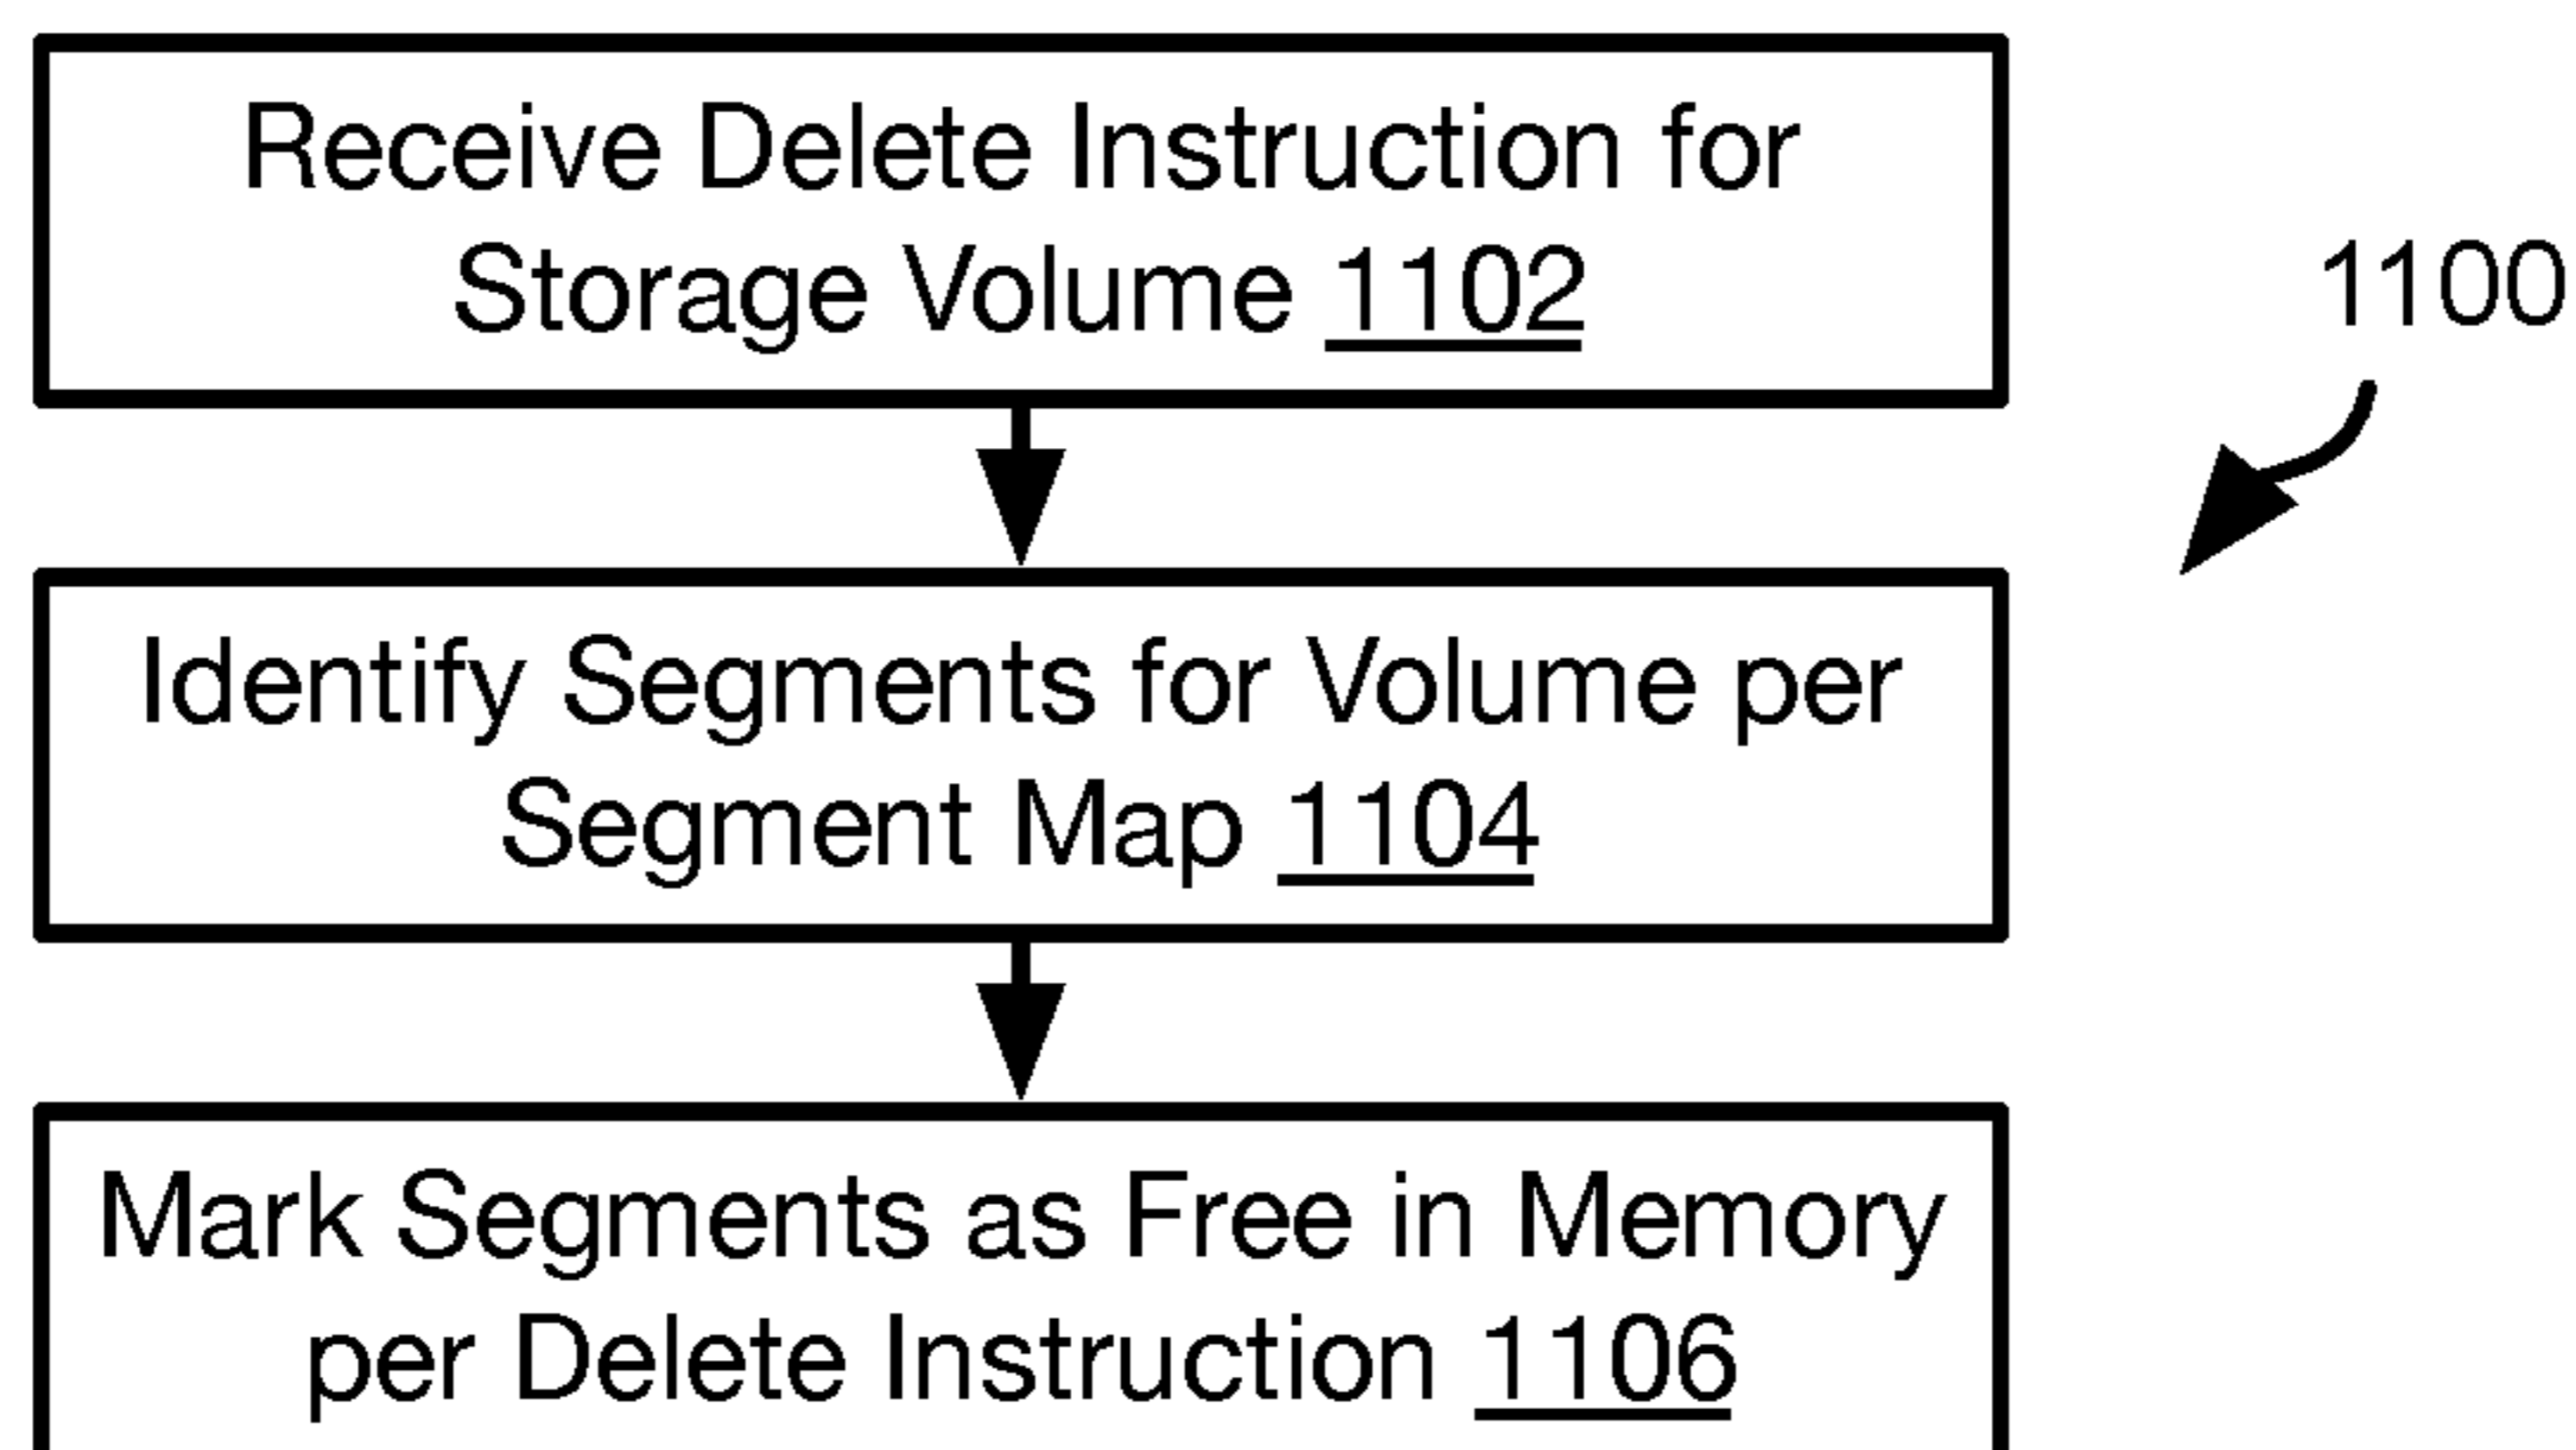 Receive Delete Instruction for
Storage Volume 1102
1100
Identify Segments for Volume per
Segment Map 1104
Mark Segments as Free in Memory
per Delete Instruction 1106